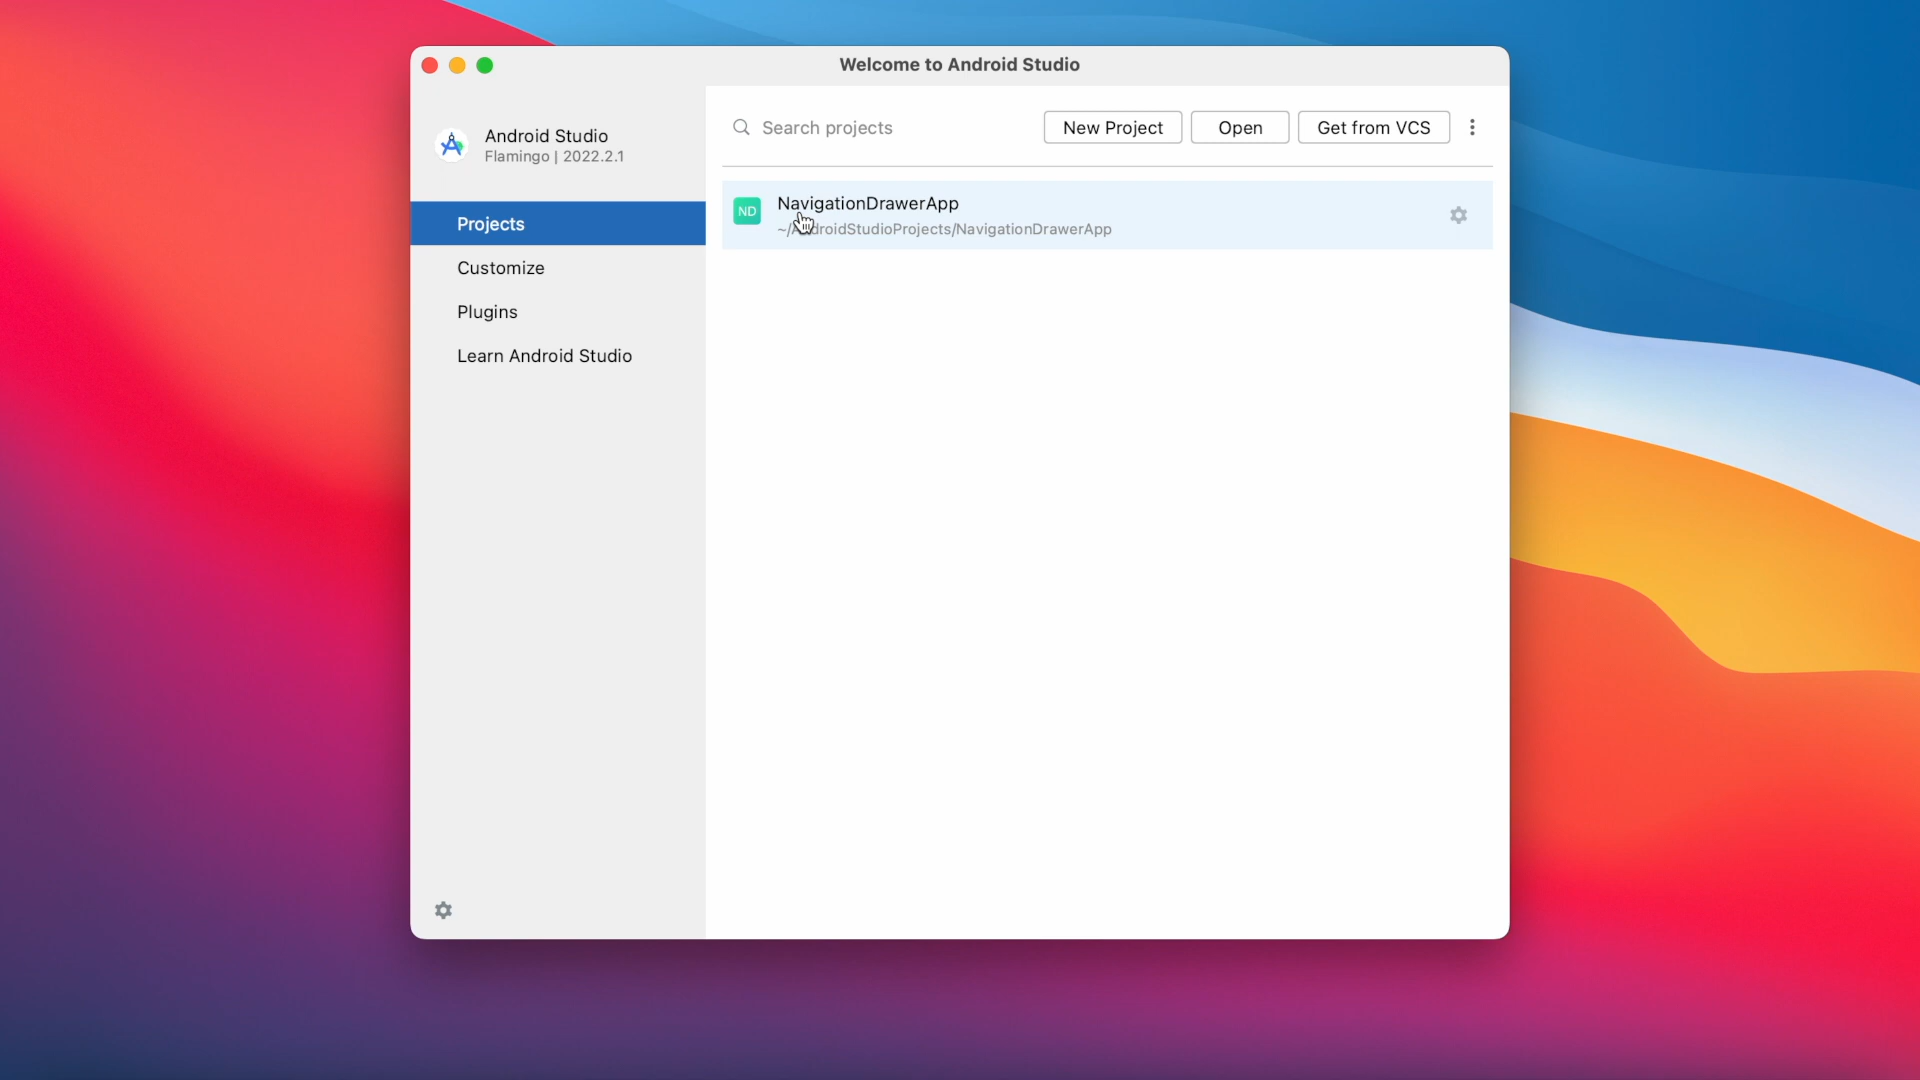 Welcome to Android Studio
Android Studio
Flamingo | 2022.2.1
Projects
Customize
Plugins
Learn Android Studio
Search projects
New Project
Open
Get from VCS
ND
NavigationDrawerApp
~/AndroidStudioProjects/NavigationDrawerApp